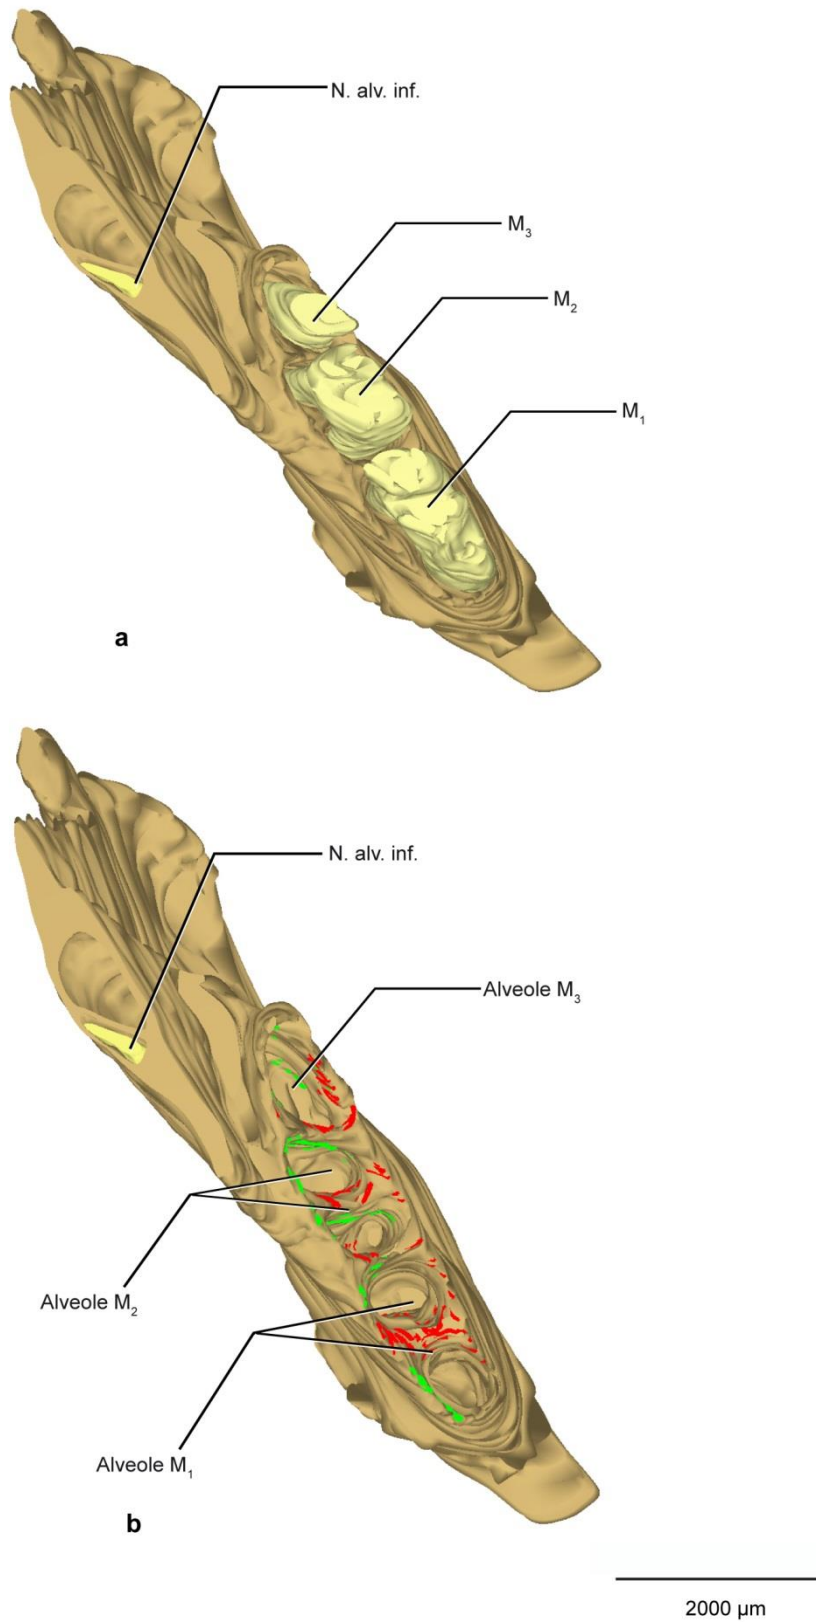 N. alv. inf.
M₃
M₂
M₁
a
N. alv. inf.
Alveole M₃
Alveole M₂
Alveole M₁
b
2000 µm